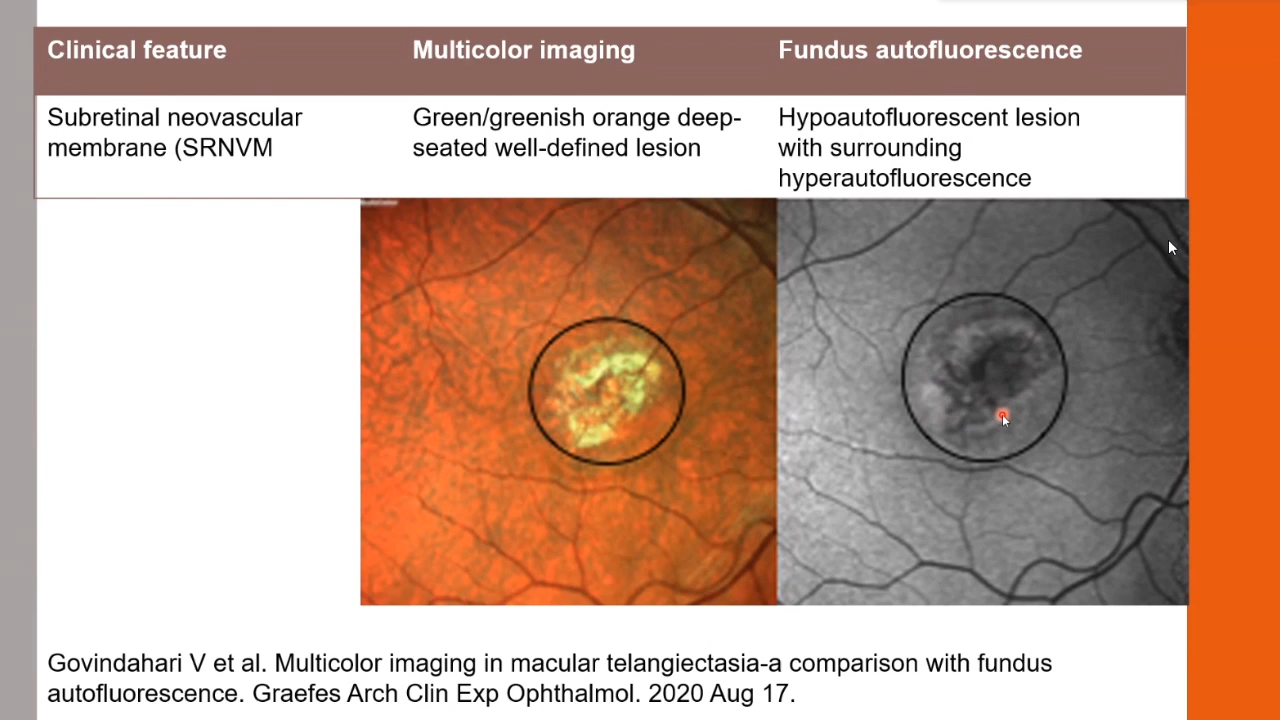 Clinical feature
Multicolor imaging
Fundus autofluorescence
Subretinal neovascular
membrane (SRNVM
Green/greenish orange deep-
seated well-defined lesion
Hypoautofluorescent lesion
with surrounding
hyperautofluorescence
Govindahari V et al. Multicolor imaging in macular telangiectasia-a comparison with fundus
autofluorescence. Graefes Arch Clin Exp Ophthalmol. 2020 Aug 17.